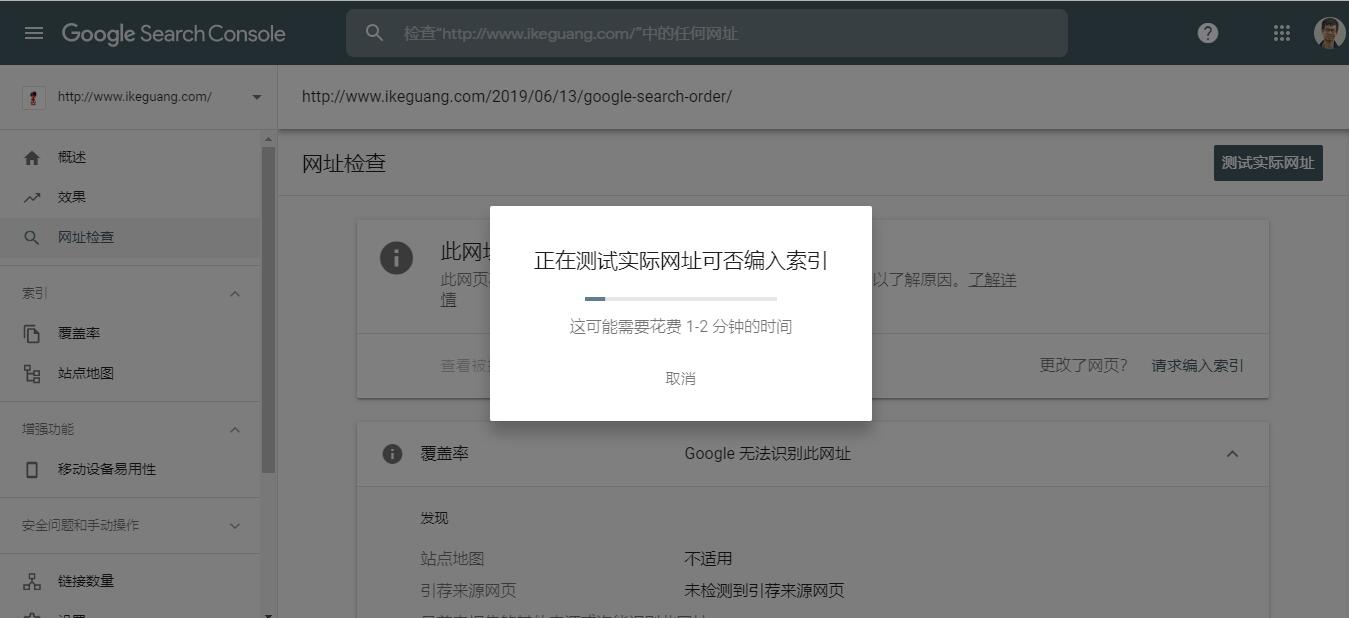 Google Search Console
检查“http://www.ikeguang.com/”中的任何网址
http://www.ikeguang.com/
http://www.ikeguang.com/2019/06/13/google-search-order/
概述
效果
网址检查
索引
覆盖率
站点地图
增强功能
移动设备易用性
安全问题和手动操作
链接数量
网址检查
测试实际网址
此网
此网页
以了解原因。了解详
情
正在测试实际网址可否编入索引
这可能需要花费 1-2 分钟的时间
取消
查看被
更改了网页?
请求编入索引
覆盖率
Google 无法识别此网址
发现
站点地图
不适用
引荐来源网页
未检测到引荐来源网页